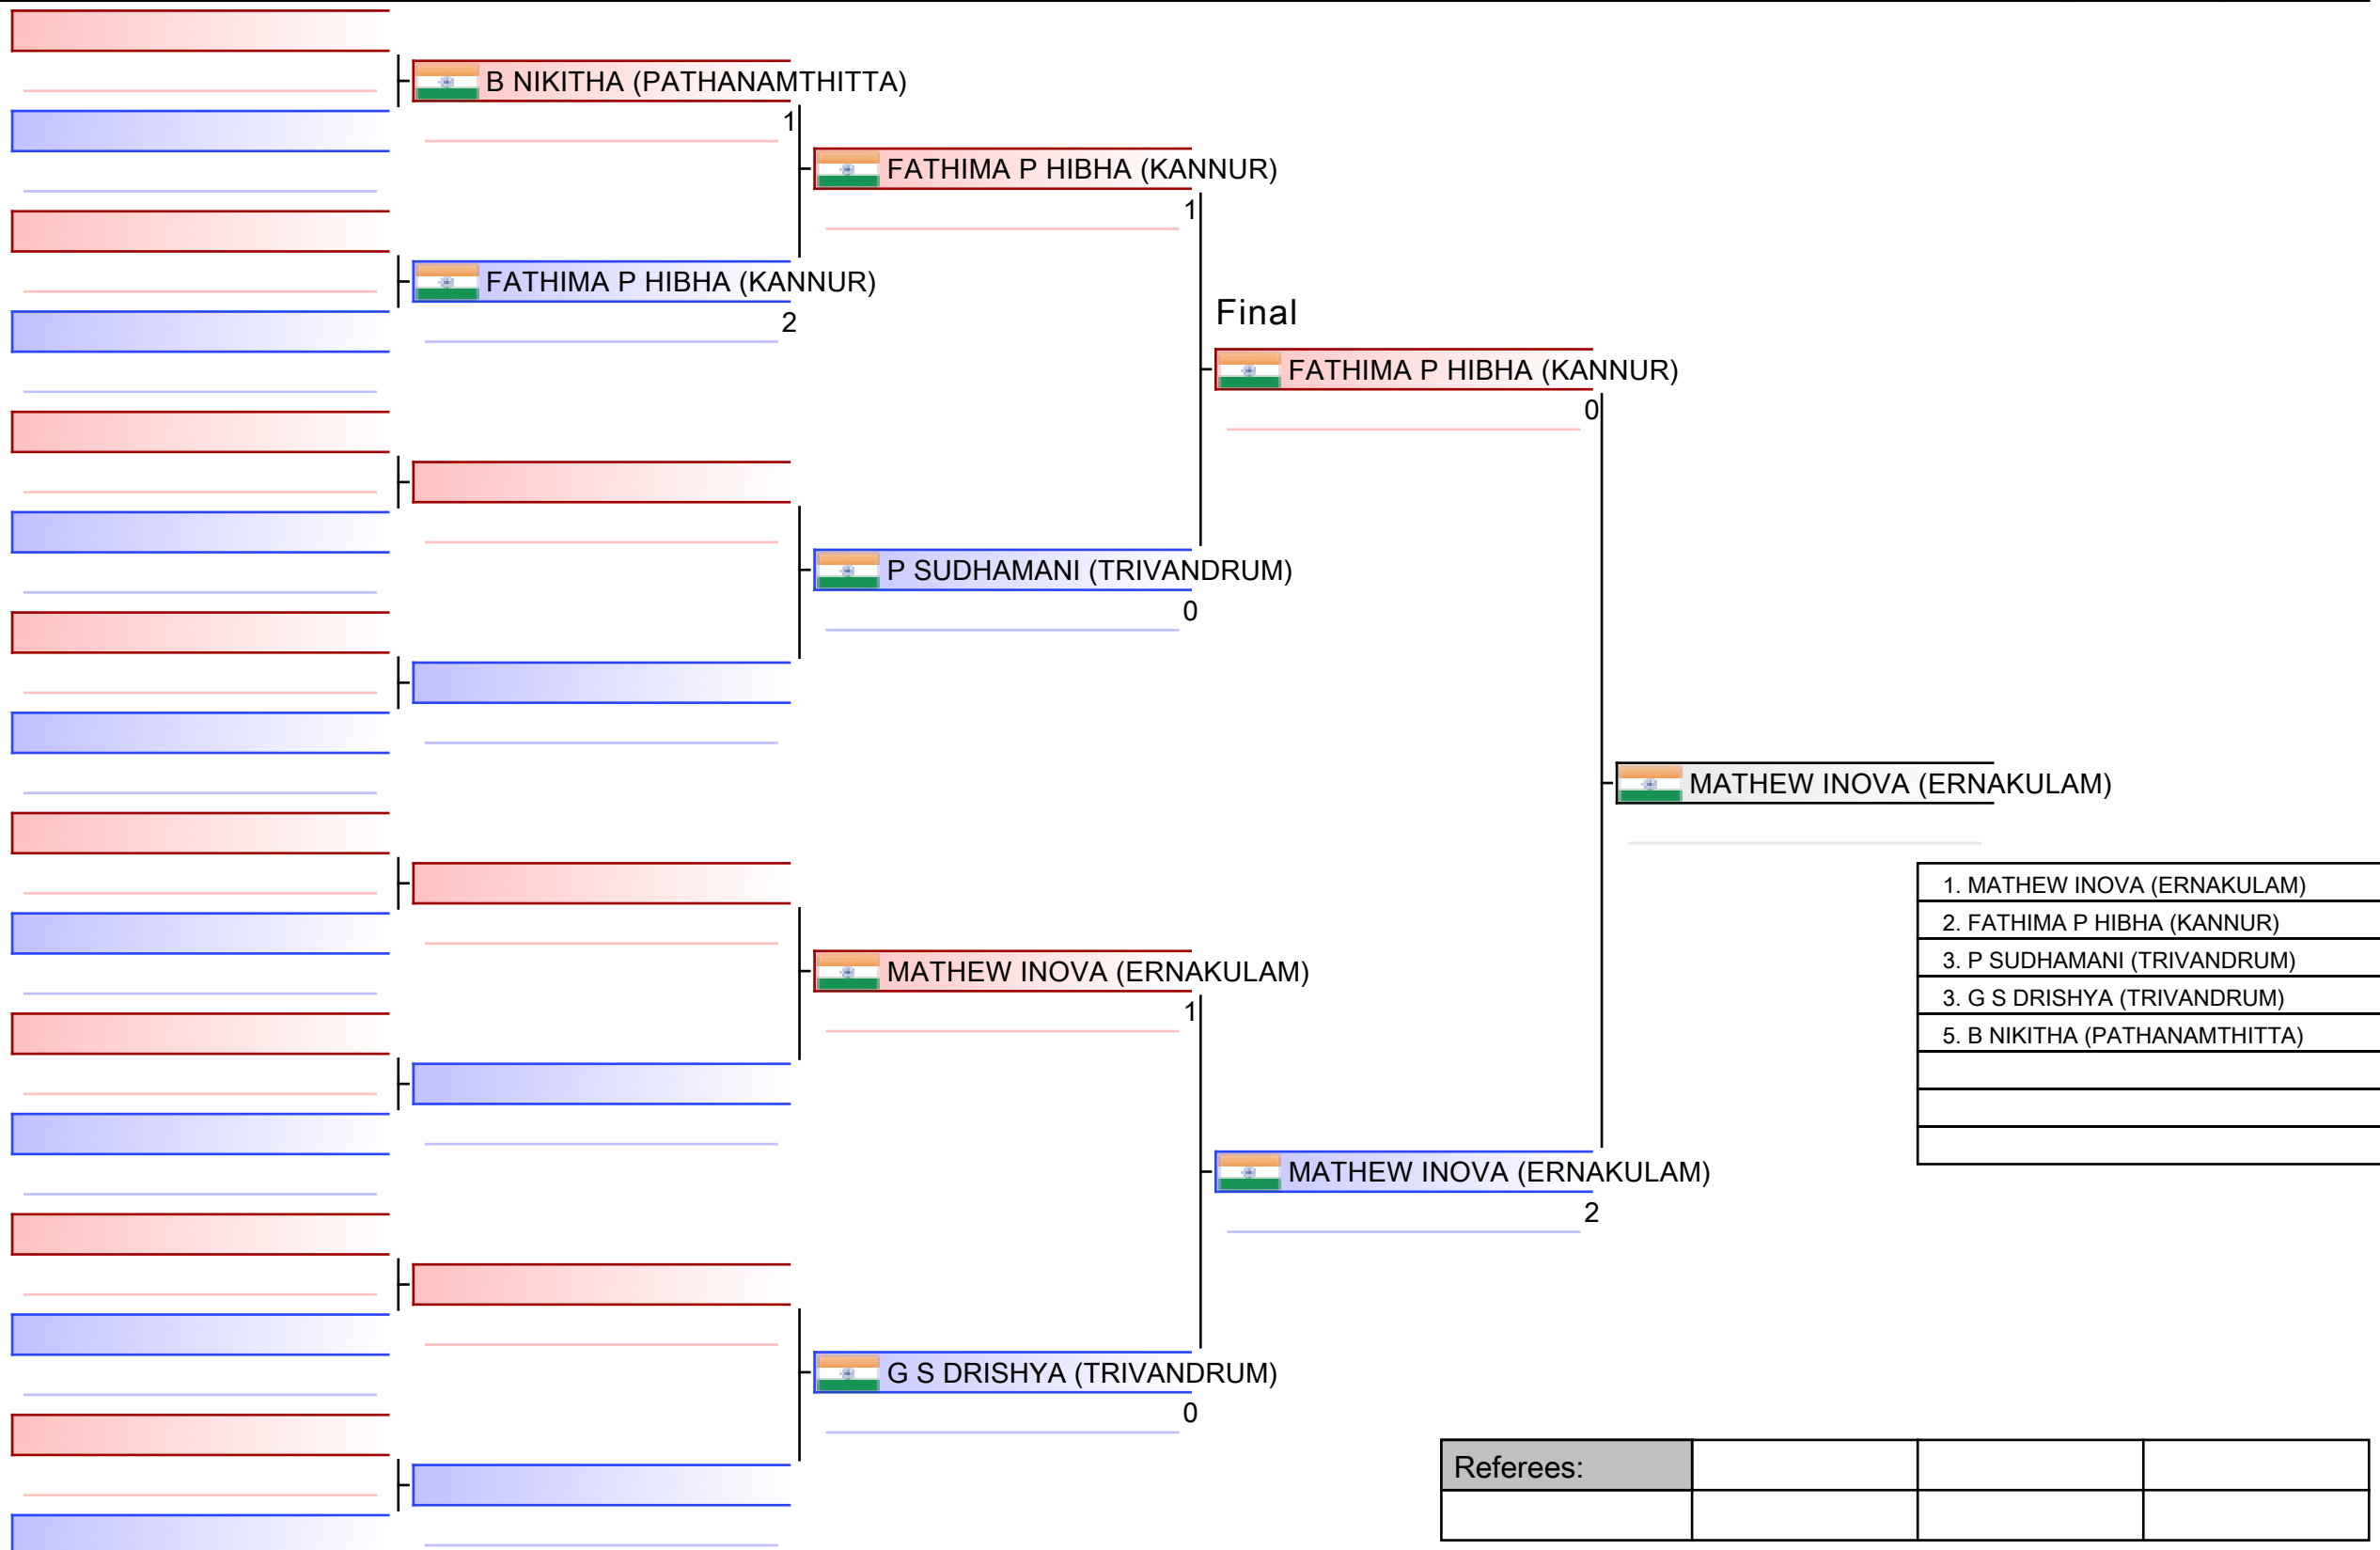 B NIKITHA (PATHANAMTHITTA)
1
FATHIMA P HIBHA (KANNUR)
1
FATHIMA P HIBHA (KANNUR)
2
Final
FATHIMA P HIBHA (KANNUR)
0
P SUDHAMANI (TRIVANDRUM)
0
MATHEW INOVA (ERNAKULAM)
1. MATHEW INOVA (ERNAKULAM)
2. FATHIMA P HIBHA (KANNUR)
3. P SUDHAMANI (TRIVANDRUM)
3. G S DRISHYA (TRIVANDRUM)
5. B NIKITHA (PATHANAMTHITTA)
MATHEW INOVA (ERNAKULAM)
1
MATHEW INOVA (ERNAKULAM)
2
G S DRISHYA (TRIVANDRUM)
0
Referees: